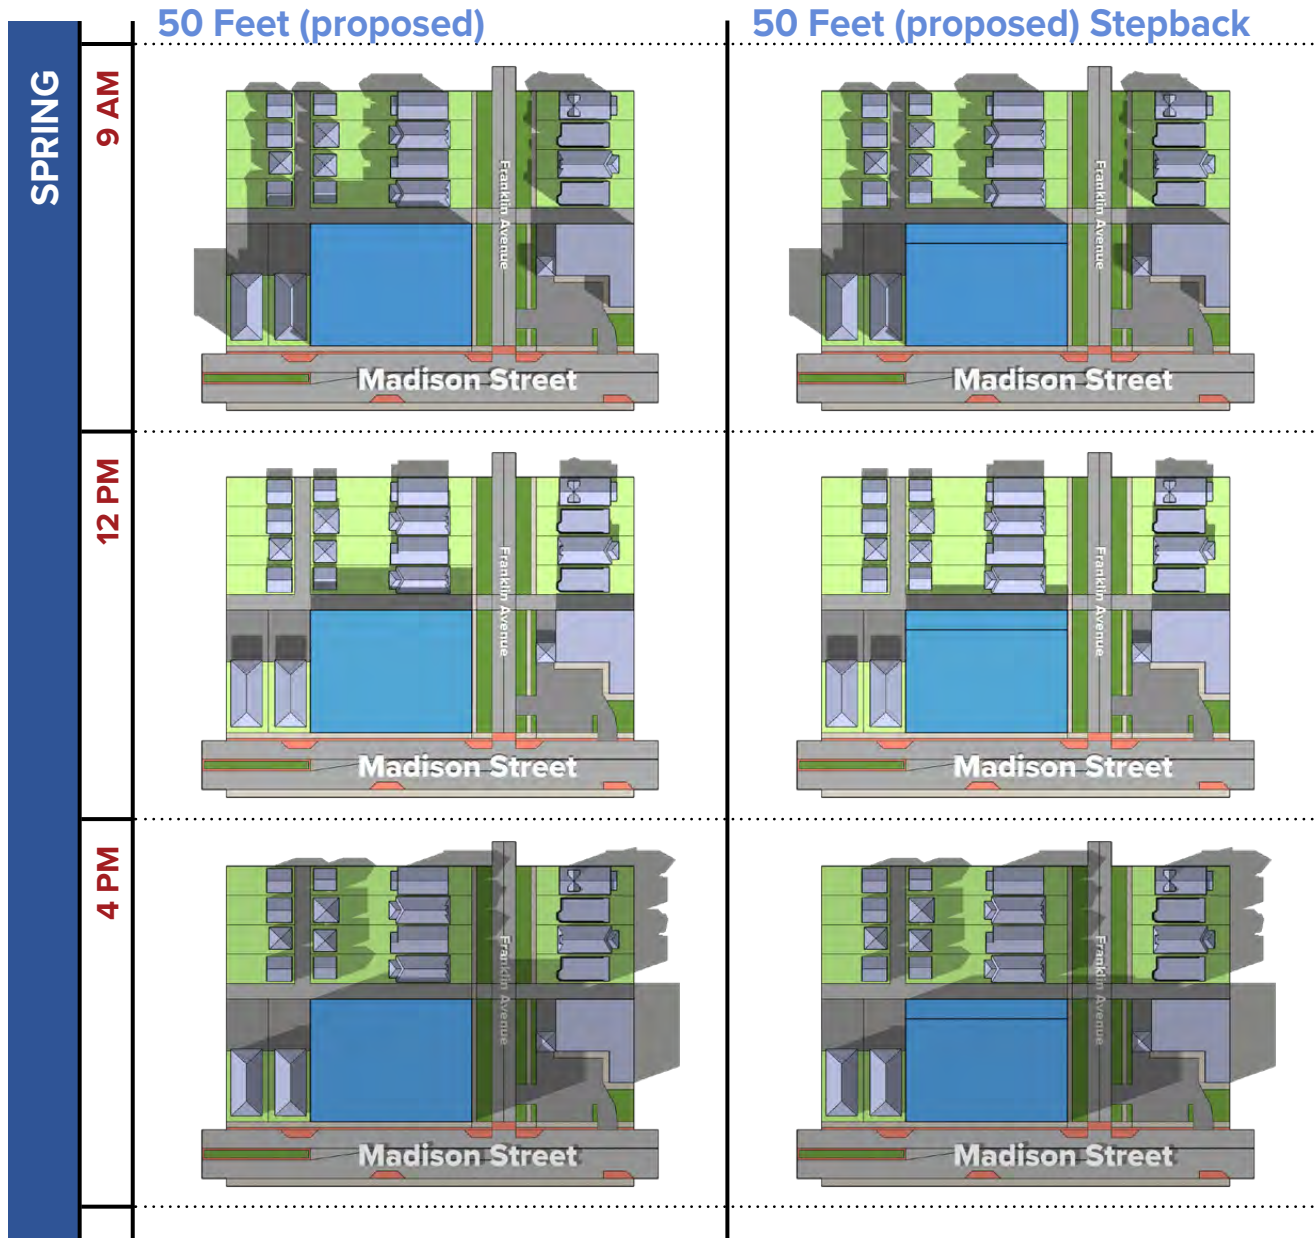 50 Feet (proposed)
50 Feet (proposed) Stepback
SPRING
9 AM
Franklin Avenue
Madison Street
Franklin Avenue
Madison Street
12 PM
Franklin Avenue
Madison Street
Franklin Avenue
Madison Street
4 PM
Franklin Avenue
Madison Street
Franklin Avenue
Madison Street